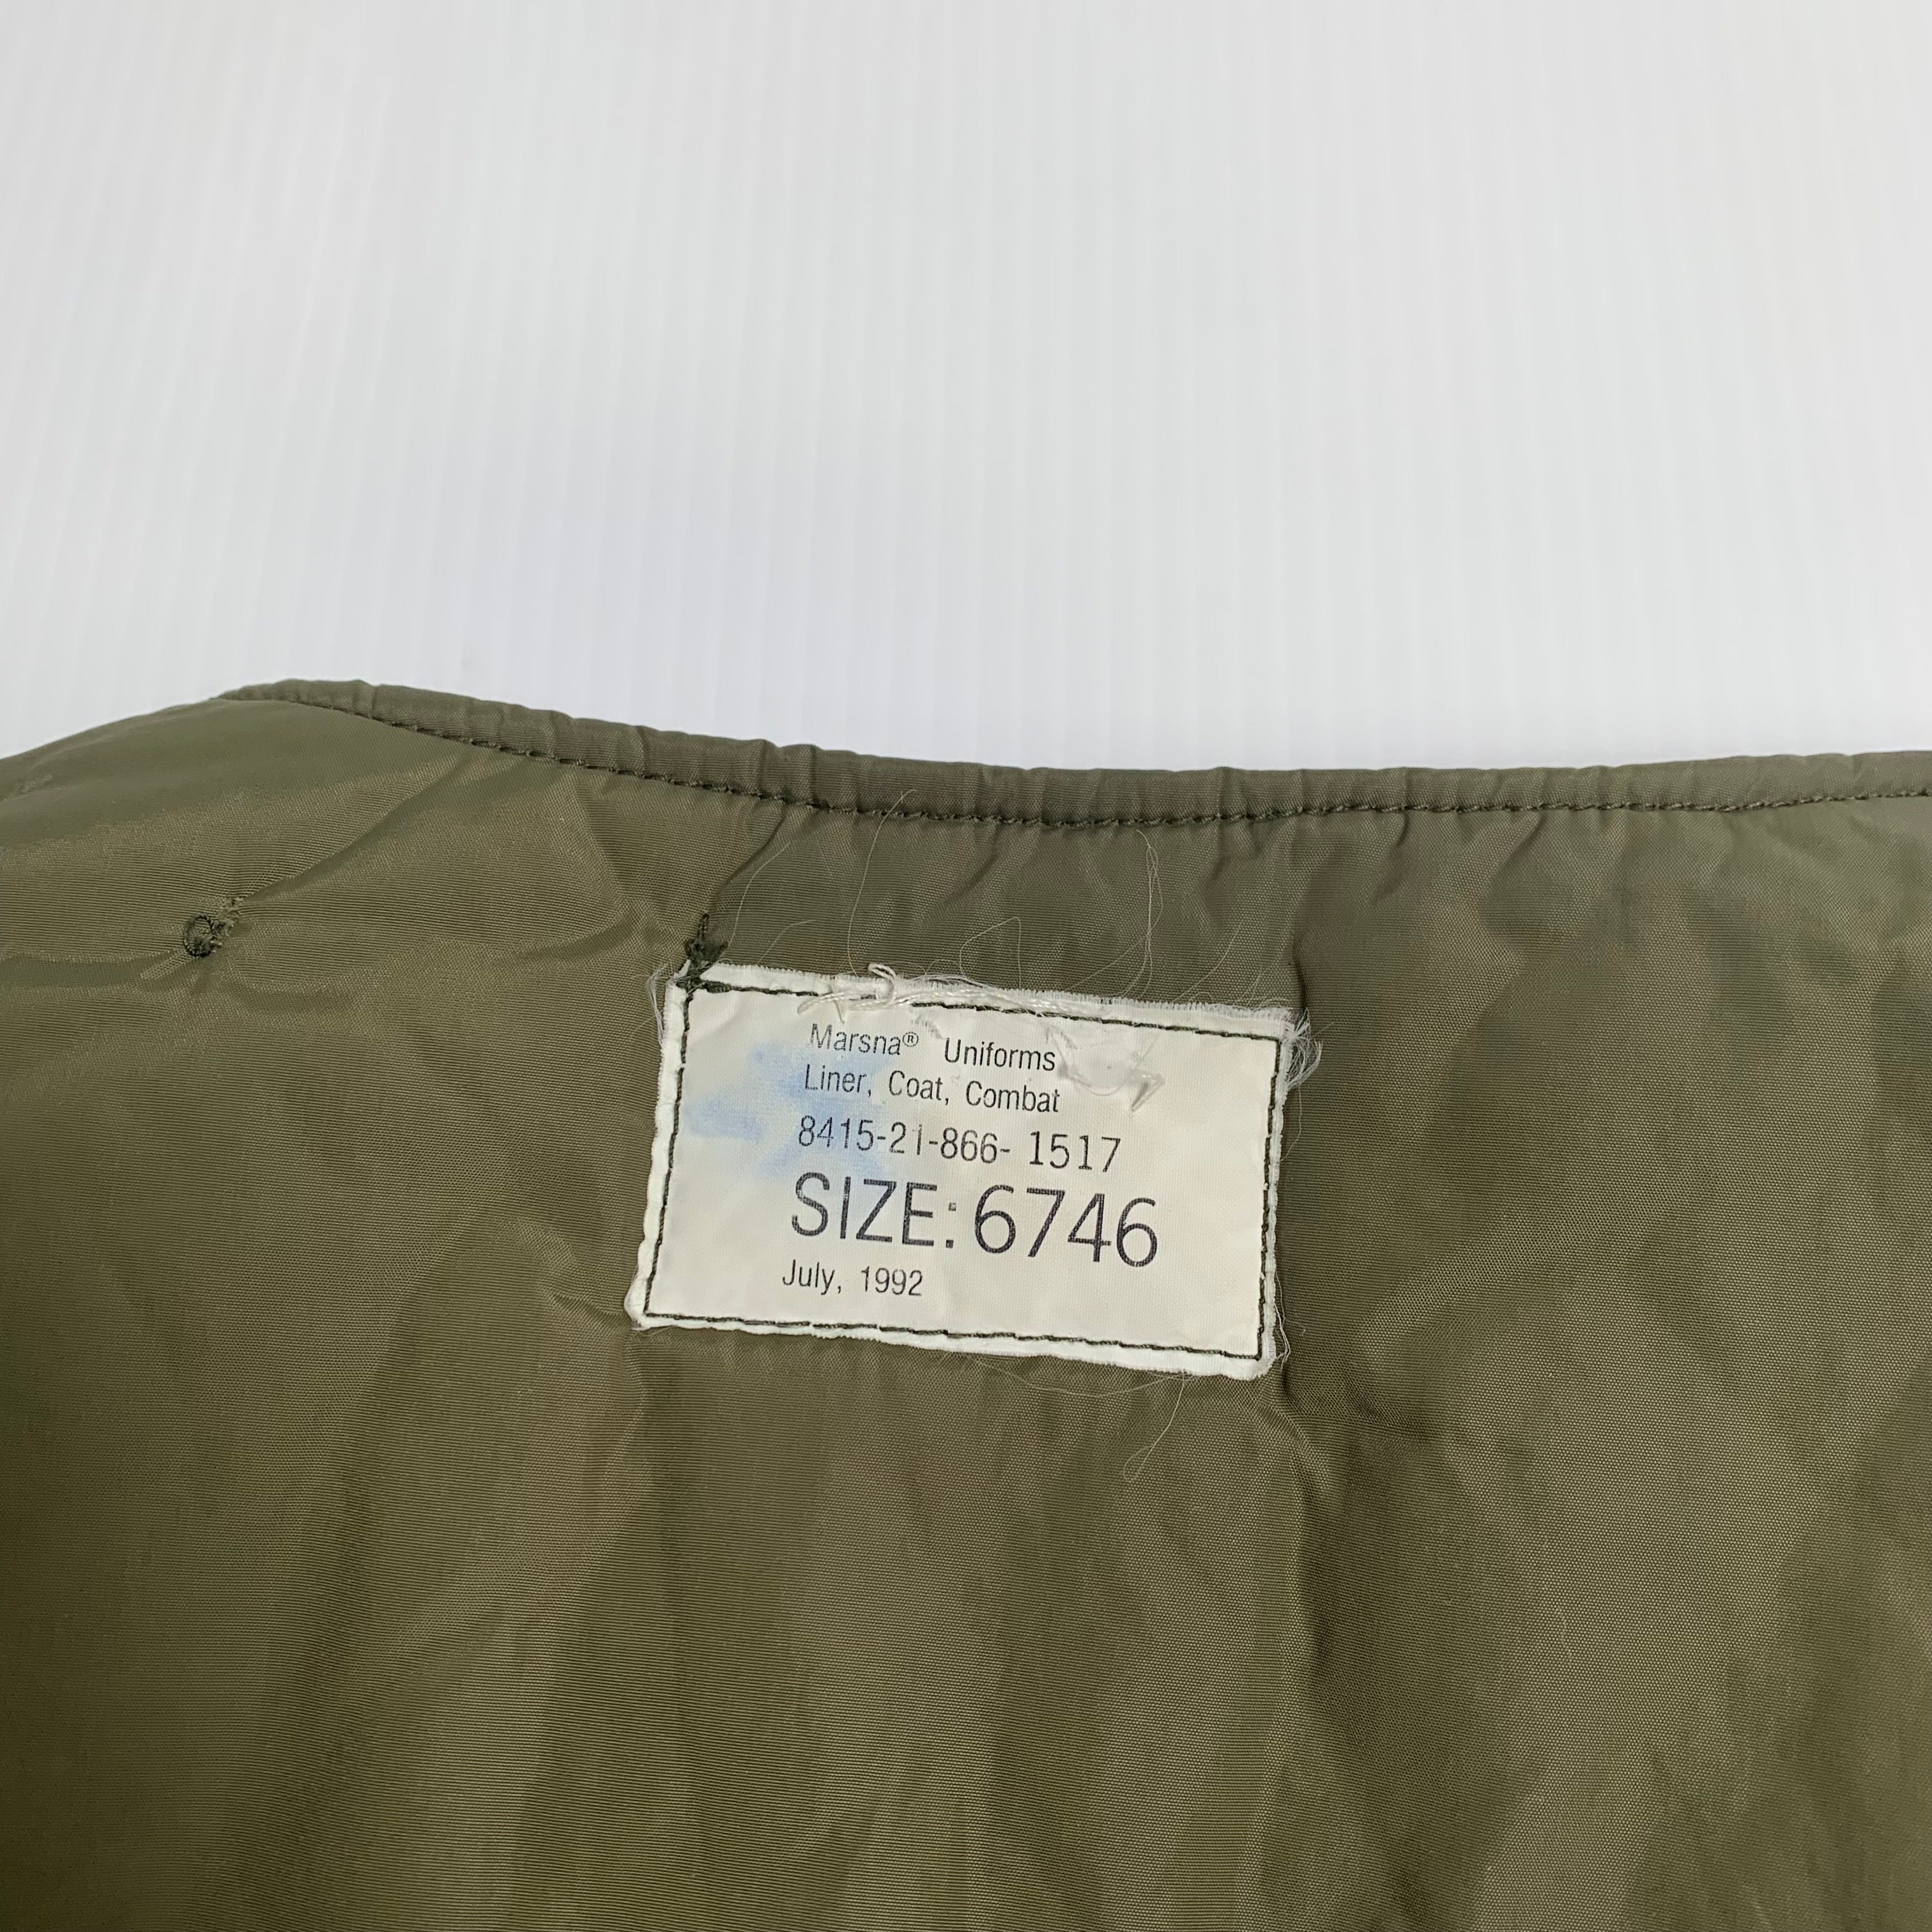 Marsna® Uniforms
Liner, Coat, Combat
8415-21-866- 1517
SIZE: 6746
July, 1992